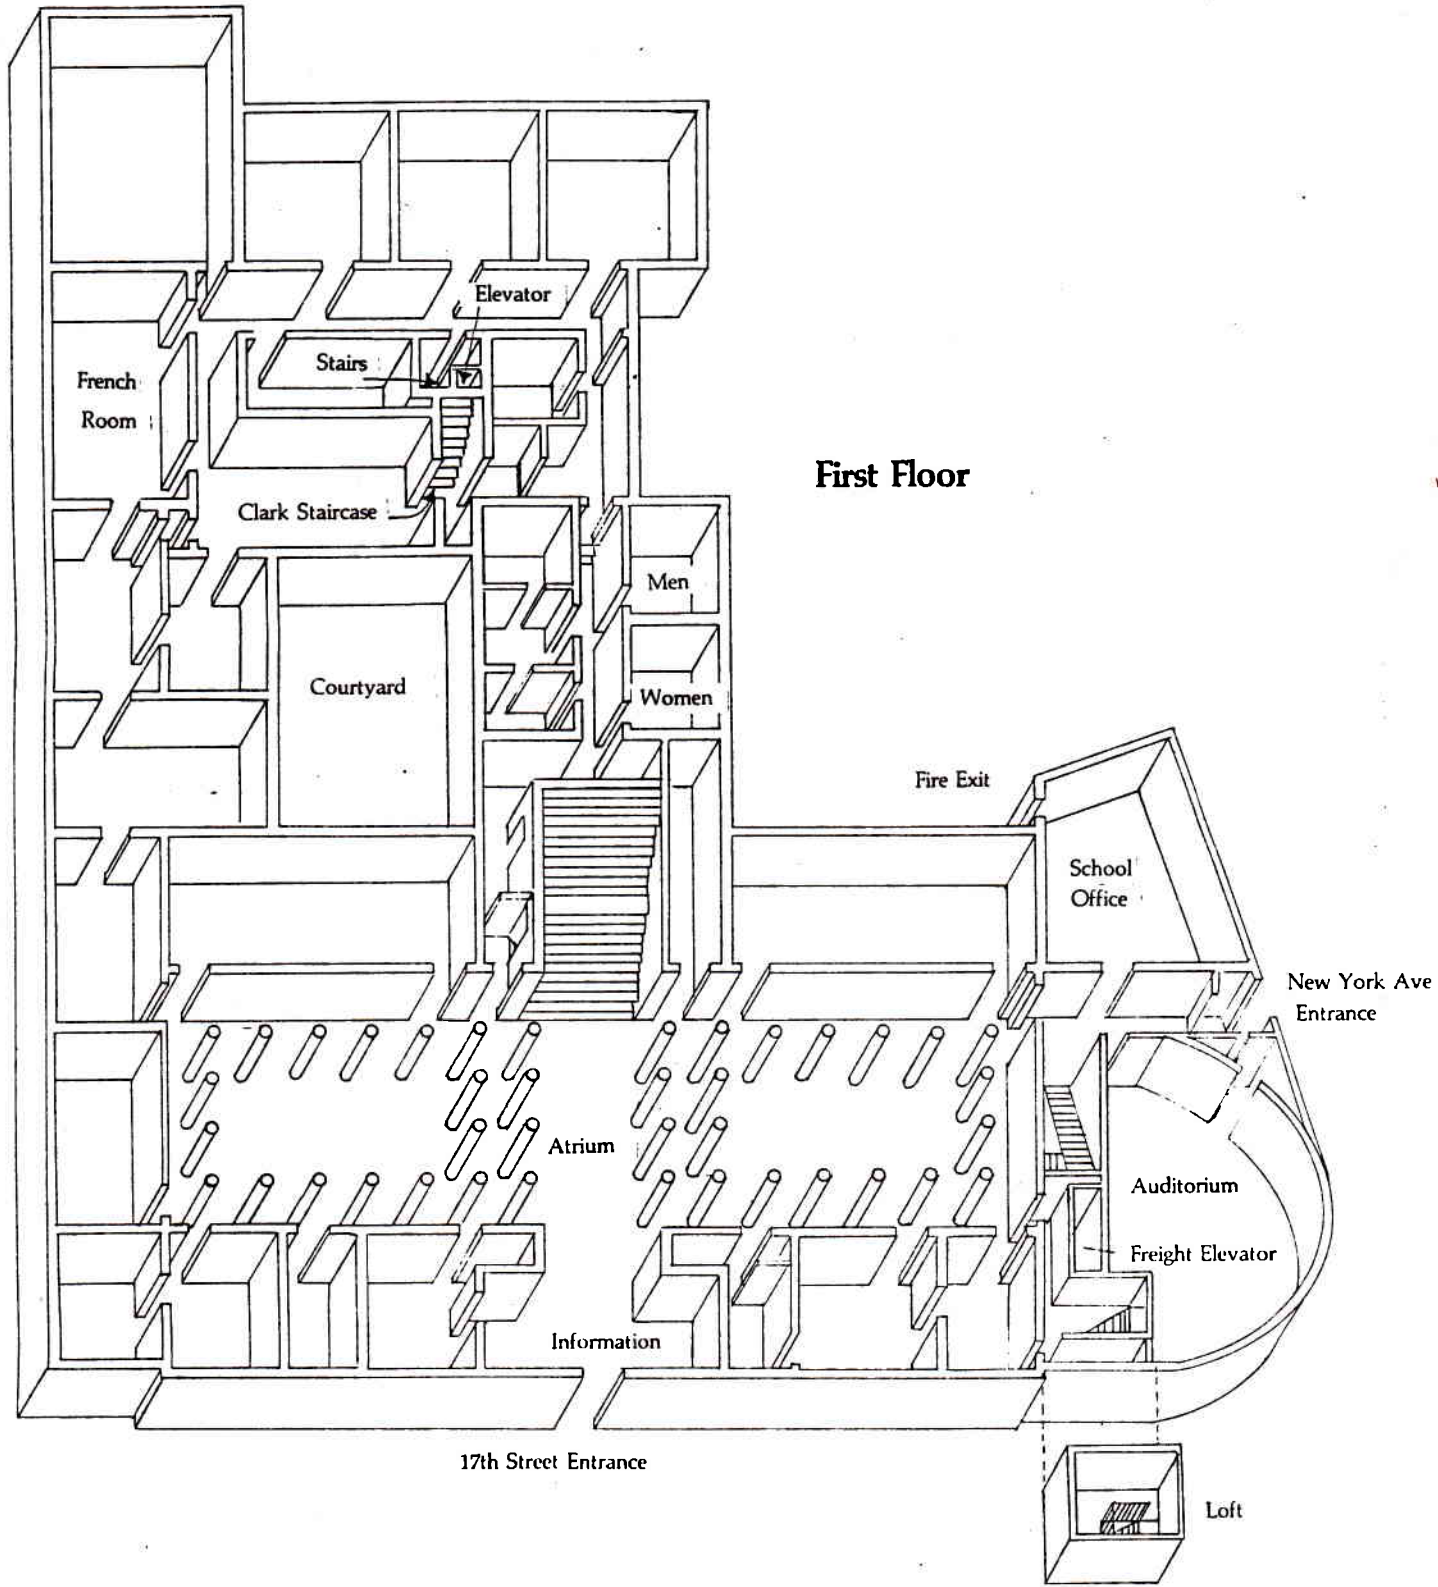 Elevator
Stairs
French
Room
First Floor
Clark Staircase
Men
Courtyard
Women
Fire Exit
School
Office
New York Ave
Entrance
Atrium
Auditorium
Freight Elevator
Information
17th Street Entrance
Loft